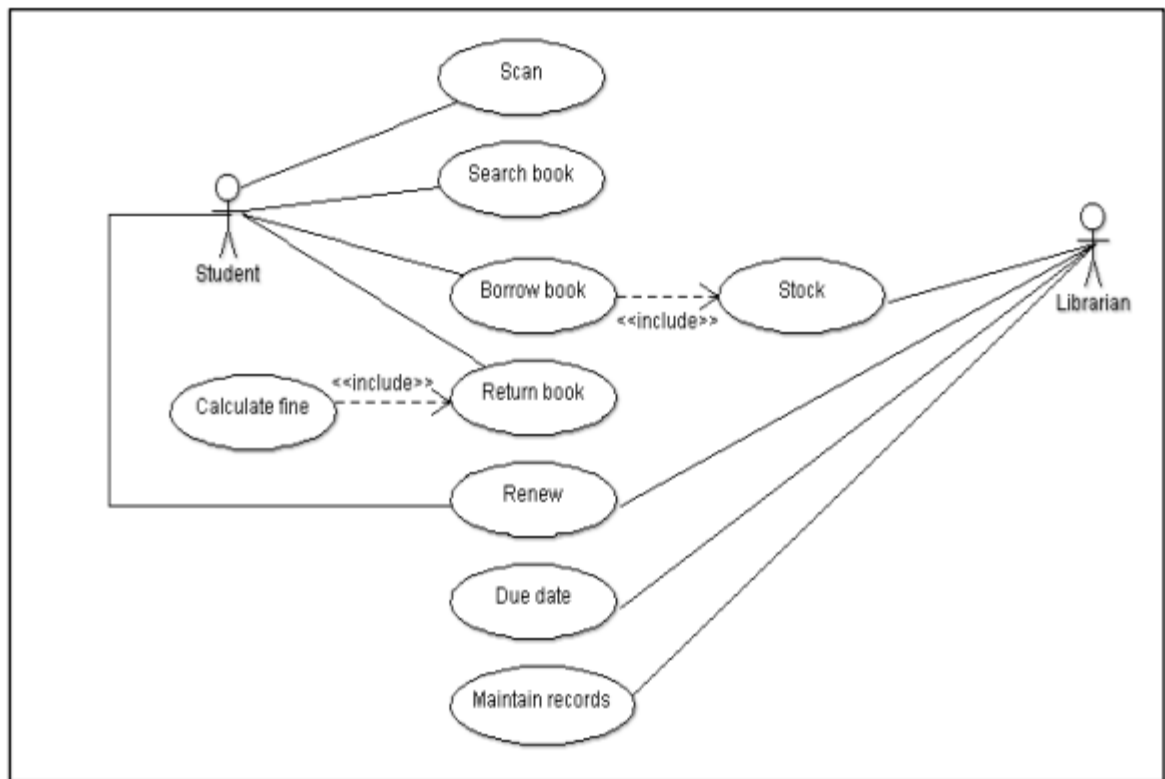 Scan
Search book
Student
Borrow book
<<include>>
Stock
Librarian
<<include>>
Calculate fine
Return book
Renew
Due date
Maintain records